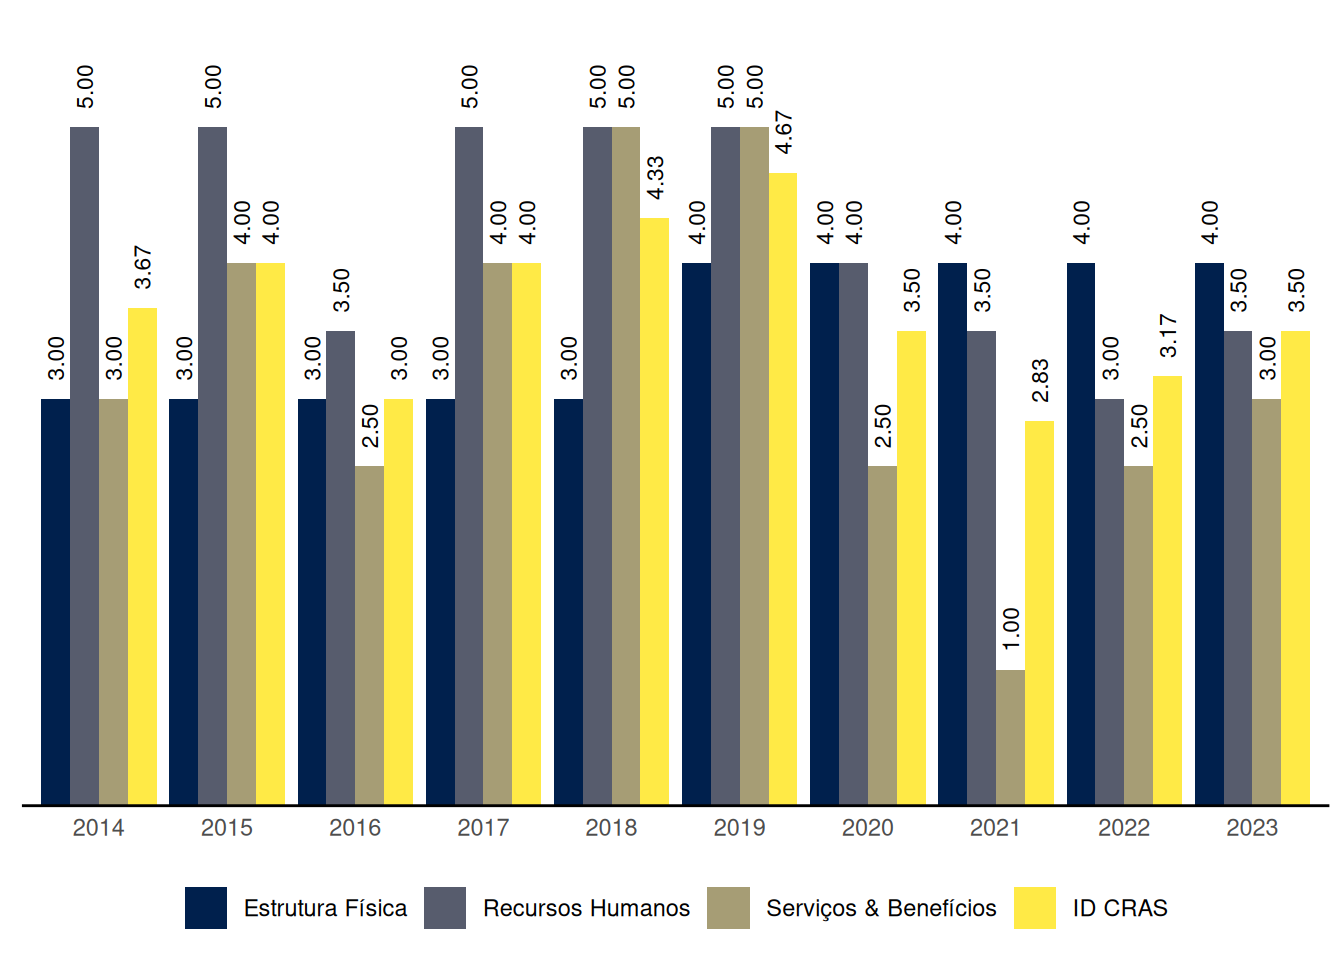 5.00 5.00 5.00 5.00 5.00 5.00 5.00
4.67
4.33
4.00 4.00 4.00 4.00 4.00 4.00 4.00 4.00 4.00 4.00
3.67
3.50 3.50 3.50 3.50 3.50
3.17
3.00 3.00 3.00 3.00 3.00 3.00 3.00 3.00 3.00
2.83
2.50 2.50 2.50
1.00
2014 2015 2016 2017 2018 2019 2020 2021 2022 2023
Estrutura Física Recursos Humanos Serviços & Benefícios ID CRAS